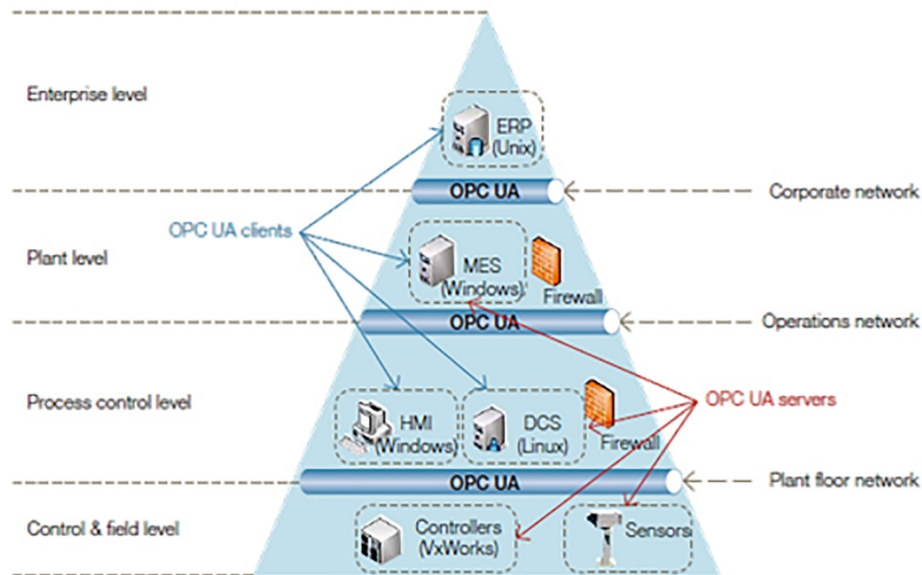 Enterprise level
ERP
(Unix)
OPC UA
Corporate network
OPC UA clients
Plant level
MES
(Windows)
Firewall
OPC UA
Operations network
Process control level
HMI
(Windows)
DCS
(Linux)
Firewall
OPC UA servers
OPC UA
Plant floor network
Control & field level
Controllers
(VxWorks)
Sensors